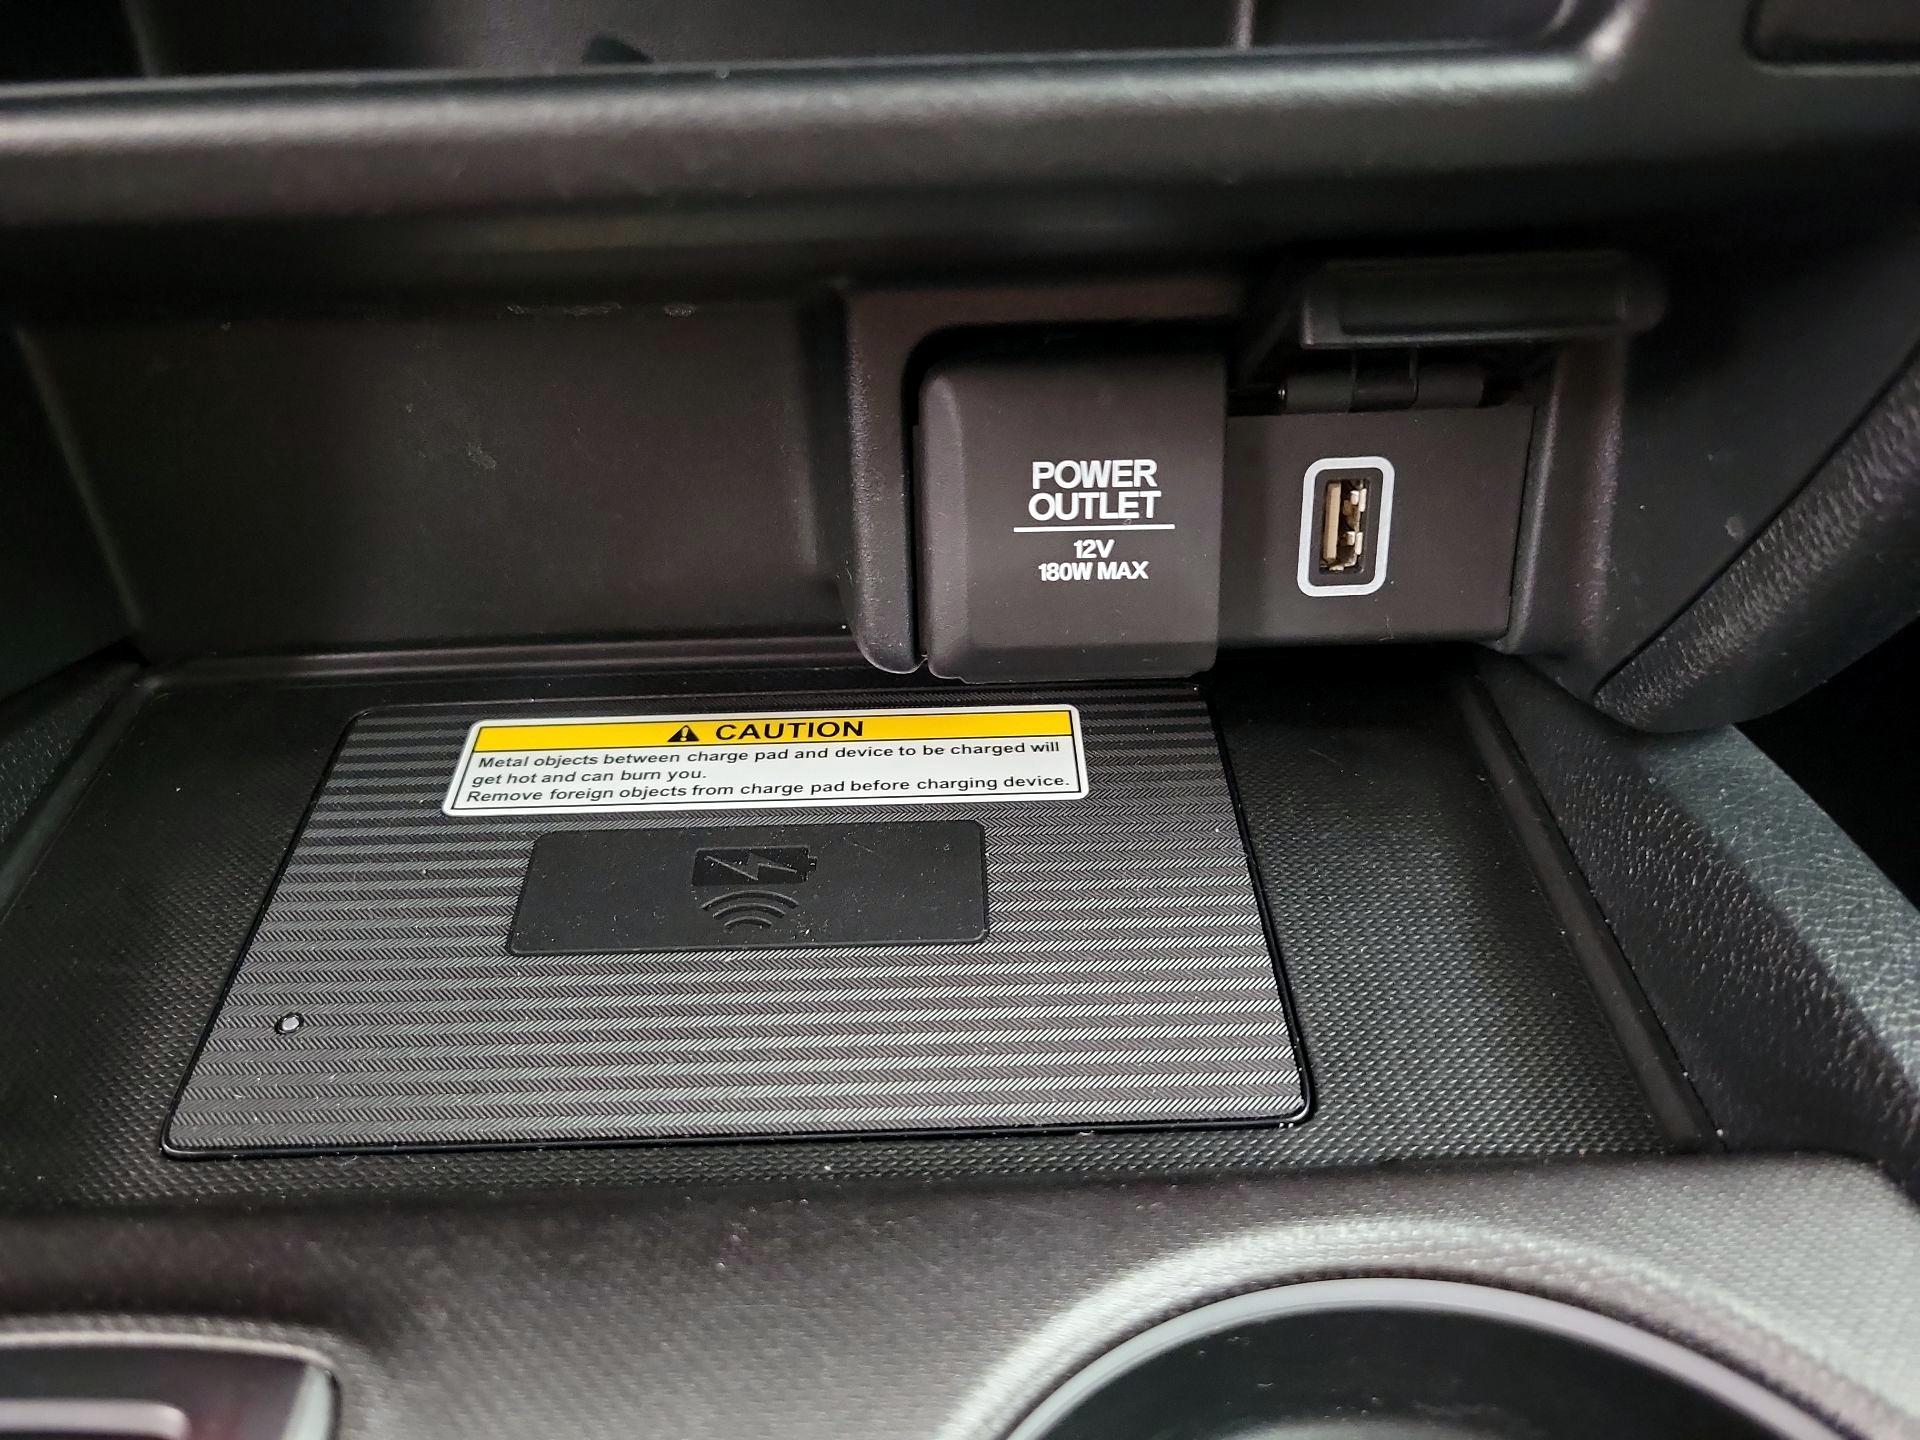 POWER
OUTLET
12V
180W MAX
CAUTION
Metal objects between charge pad and device to be charged will
get hot and can burn you.
Remove foreign objects from charge pad before charging device.